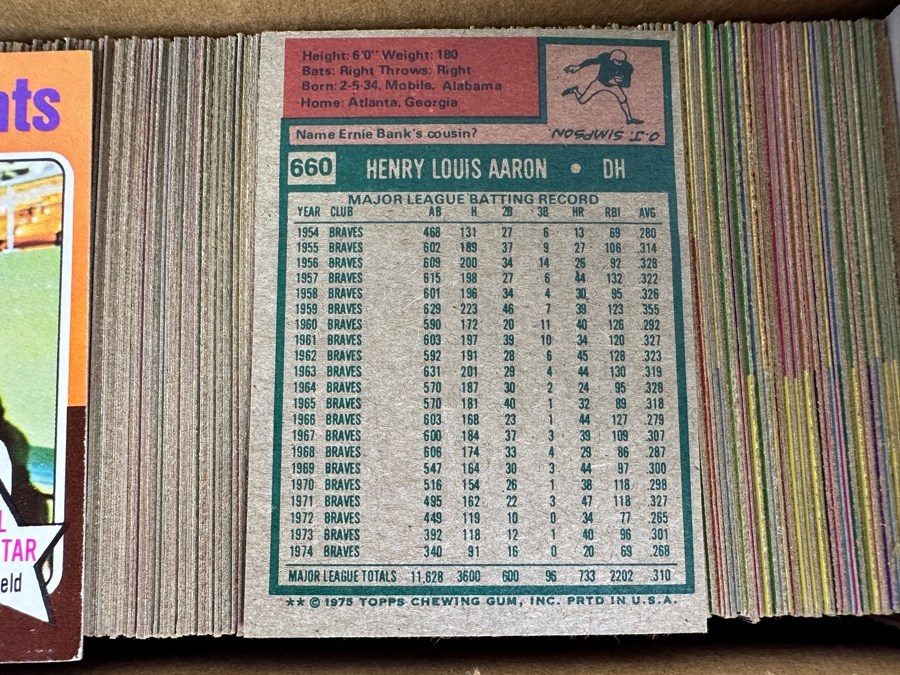 nts
L
TAR
eld
Height: 6'0" Weight: 180
Bats: Right Throws: Right
Born: 2-5-34, Mobile, Alabama
Home: Atlanta, Georgia
Name Ernie Bank's cousin?
O.J. SIMPSON.
660 HENRY LOUIS AARON • DH
MAJOR LEAGUE BATTING RECORD
YEAR CLUB AB H 2B 3B HR RBI AVG
1954 BRAVES 468 131 27 6 13 69 .280
1955 BRAVES 602 189 37 9 27 106 .314
1956 BRAVES 609 200 34 14 26 92 .328
1957 BRAVES 615 198 27 6 44 132 .322
1958 BRAVES 601 196 34 4 30 95 .326
1959 BRAVES 629 223 46 7 39 123 .355
1960 BRAVES 590 172 20 11 40 126 .292
1961 BRAVES 603 197 39 10 34 120 .327
1962 BRAVES 592 191 28 6 45 128 .323
1963 BRAVES 631 201 29 4 44 130 .319
1964 BRAVES 570 187 30 2 24 95 .328
1965 BRAVES 570 181 40 1 32 89 .318
1966 BRAVES 603 168 23 1 44 127 .279
1967 BRAVES 600 184 37 3 39 109 .307
1968 BRAVES 606 174 33 4 29 86 .287
1969 BRAVES 547 164 30 3 44 97 .300
1970 BRAVES 516 154 26 1 38 118 .298
1971 BRAVES 495 162 22 3 47 118 .327
1972 BRAVES 449 119 10 0 34 77 .265
1973 BRAVES 392 118 12 1 40 96 .301
1974 BRAVES 340 91 16 0 20 69 .268
MAJOR LEAGUE TOTALS 11,628 3600 600 96 733 2202 .310
** © 1975 TOPPS CHEWING GUM, INC. PRTD IN U.S.A.